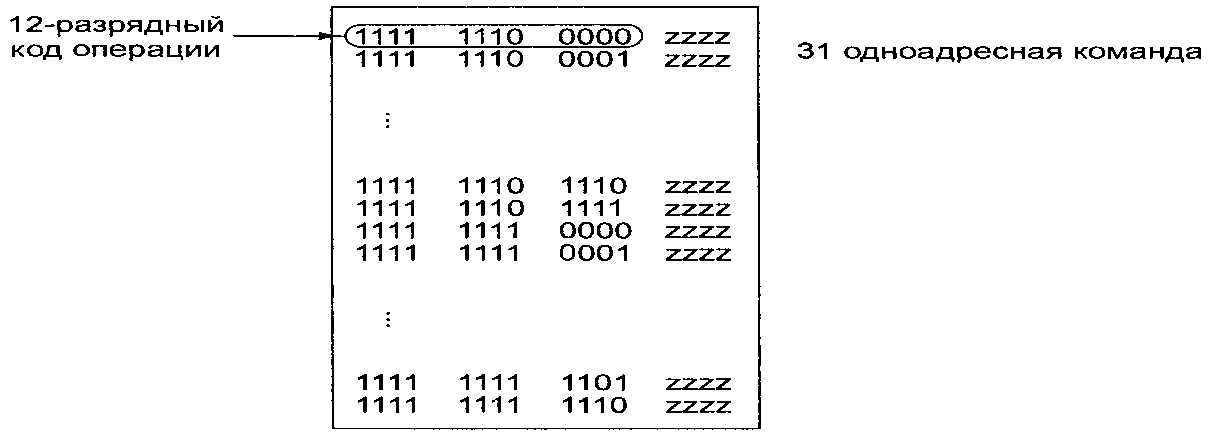 12-разрядный
код операции
1111 1110 0000 zzzz
1111 1110 0001 zzzz
31 одноадресная команда
⋮
1111 1110 1110 zzzz
1111 1110 1111 zzzz
1111 1111 0000 zzzz
1111 1111 0001 zzzz
⋮
1111 1111 1101 zzzz
1111 1111 1110 zzzz